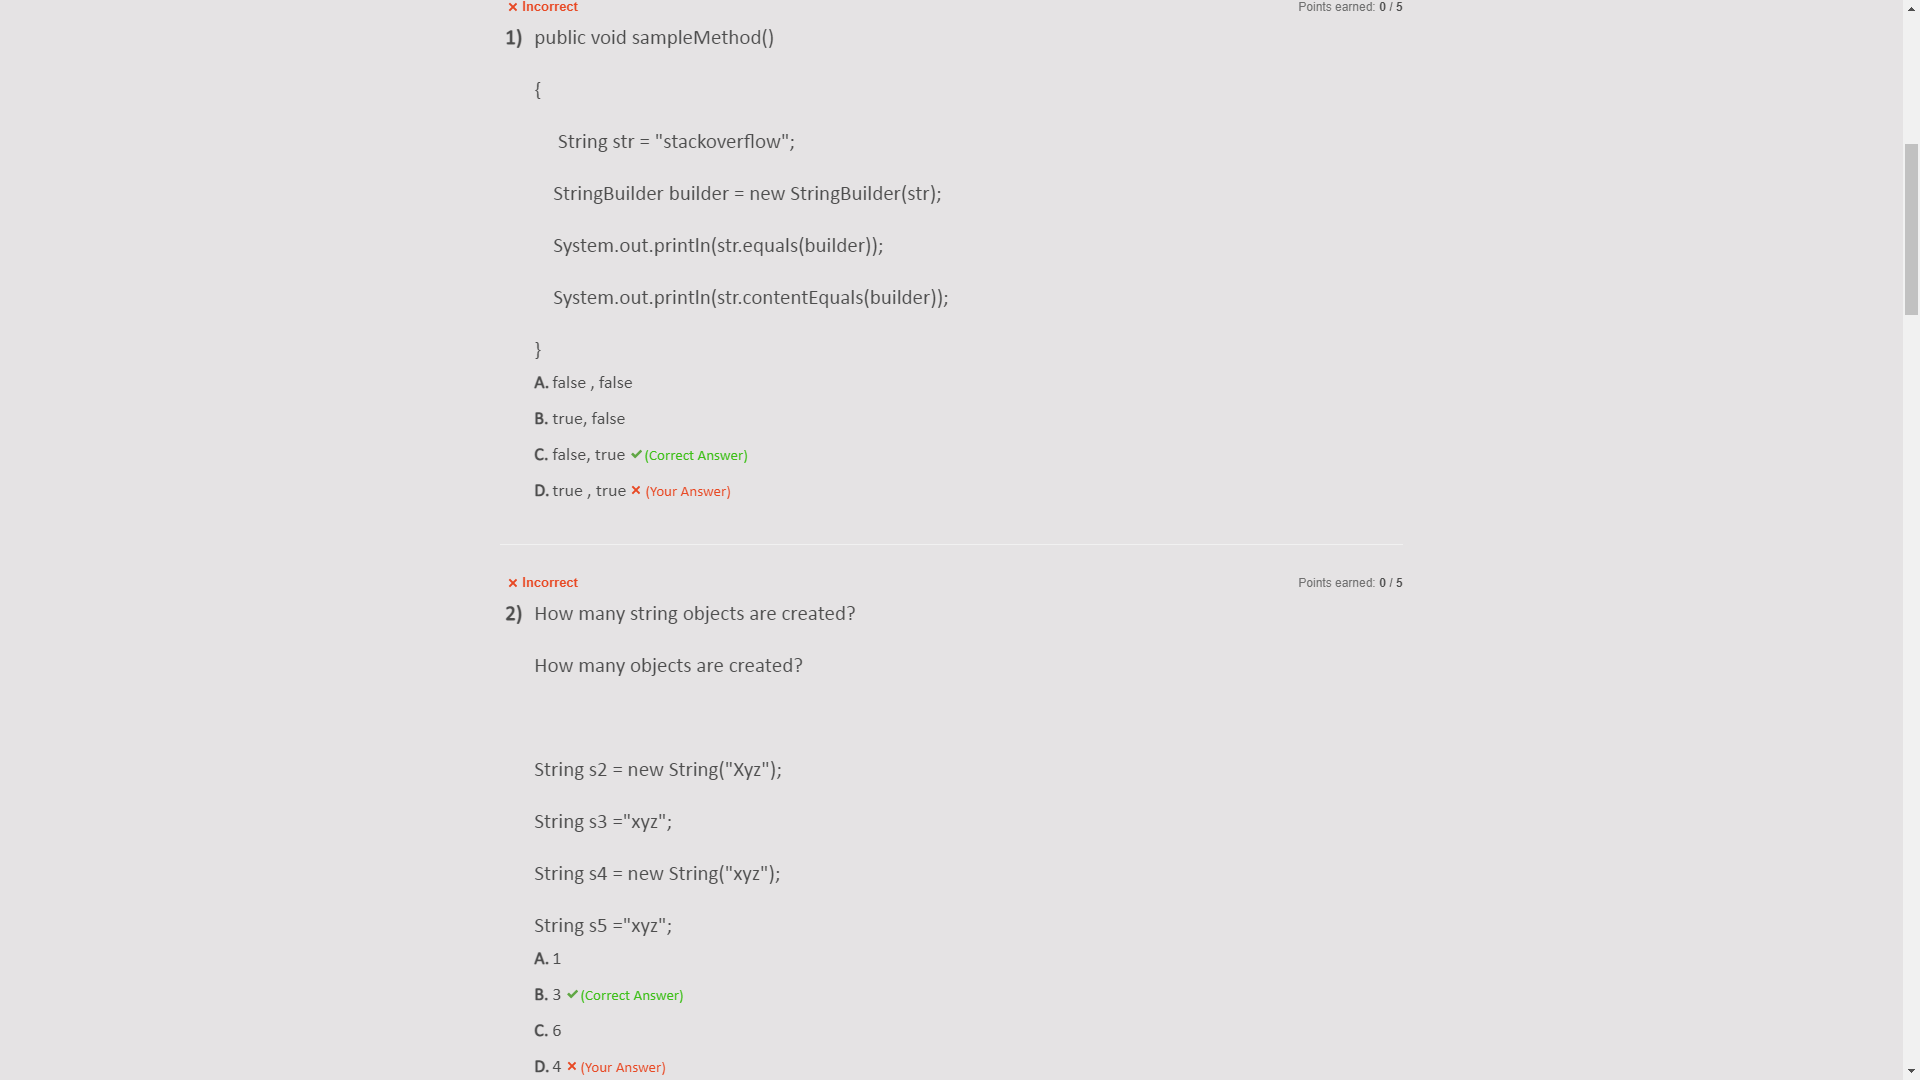 ✕ Incorrect Points earned: 0 / 5
1) public void sampleMethod()
{
String str = "stackoverflow";
StringBuilder builder = new StringBuilder(str);
System.out.println(str.equals(builder));
System.out.println(str.contentEquals(builder));
}
A. false , false
B. true, false
C. false, true ✓(Correct Answer)
D. true , true ✕ (Your Answer)
✕ Incorrect Points earned: 0 / 5
2) How many string objects are created?
How many objects are created?
String s2 = new String("Xyz");
String s3 ="xyz";
String s4 = new String("xyz");
String s5 ="xyz";
A. 1
B. 3 ✓(Correct Answer)
C. 6
D. 4 ✕ (Your Answer)